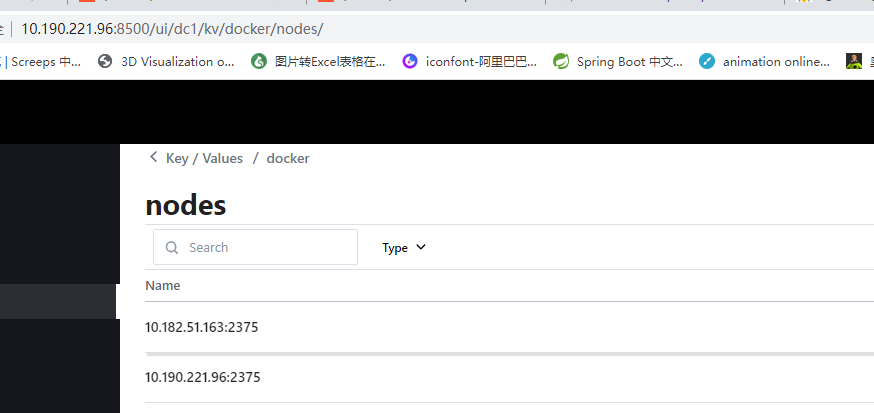 10.190.221.96:8500/ui/dc1/kv/docker/nodes/
| Screeps 中... 3D Visualization o... 图片转Excel表格在... iconfont-阿里巴巴... Spring Boot 中文... animation online...
Key / Values / docker
nodes
Search Type
Name
10.182.51.163:2375
10.190.221.96:2375